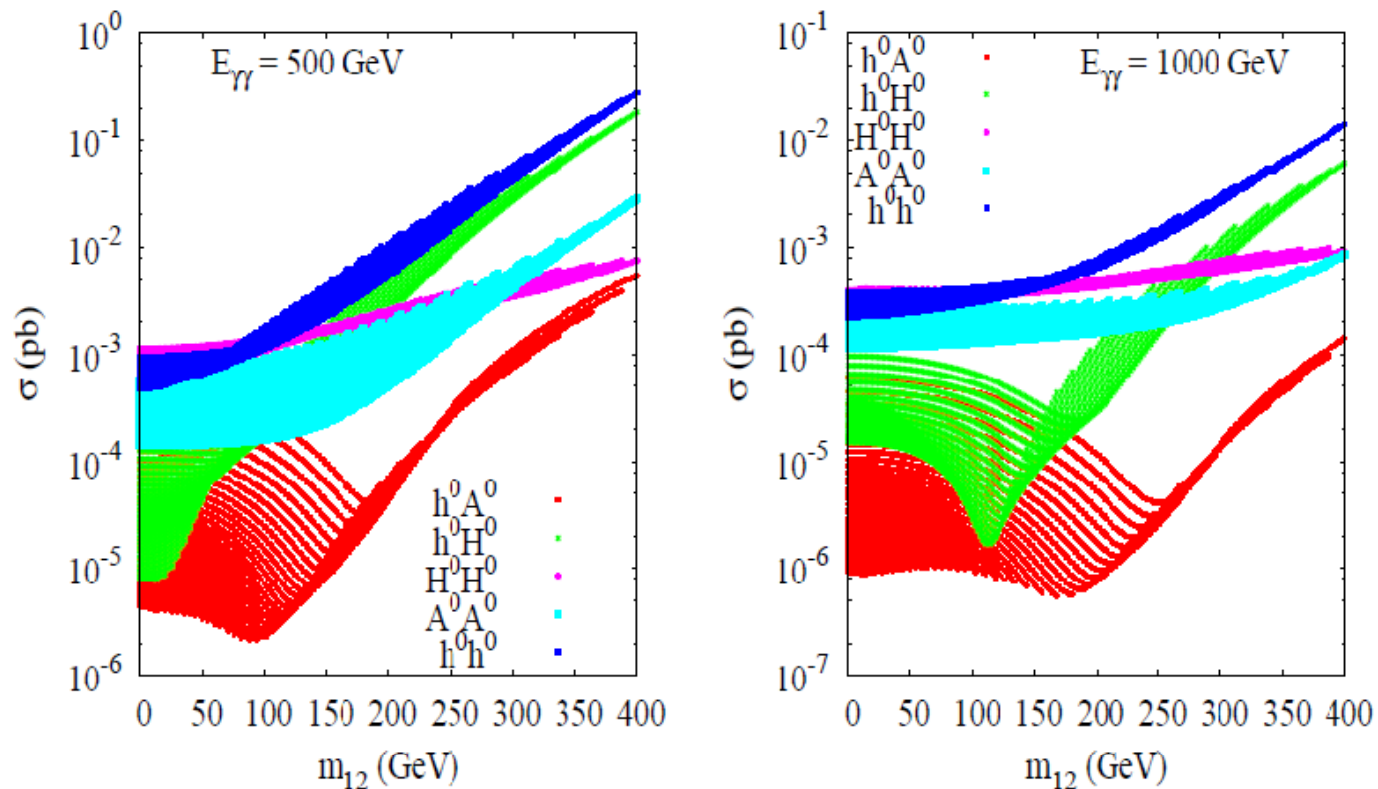 E_γγ = 500 GeV
σ (pb)
10^0
10^-1
10^-2
10^-3
10^-4
10^-5
10^-6
h^0A^0
h^0H^0
H^0H^0
A^0A^0
h^0h^0
0 50 100 150 200 250 300 350 400
m_12 (GeV)
E_γγ = 1000 GeV
σ (pb)
10^-1
10^-2
10^-3
10^-4
10^-5
10^-6
10^-7
h^0A^0
h^0H^0
H^0H^0
A^0A^0
h^0h^0
0 50 100 150 200 250 300 350 400
m_12 (GeV)